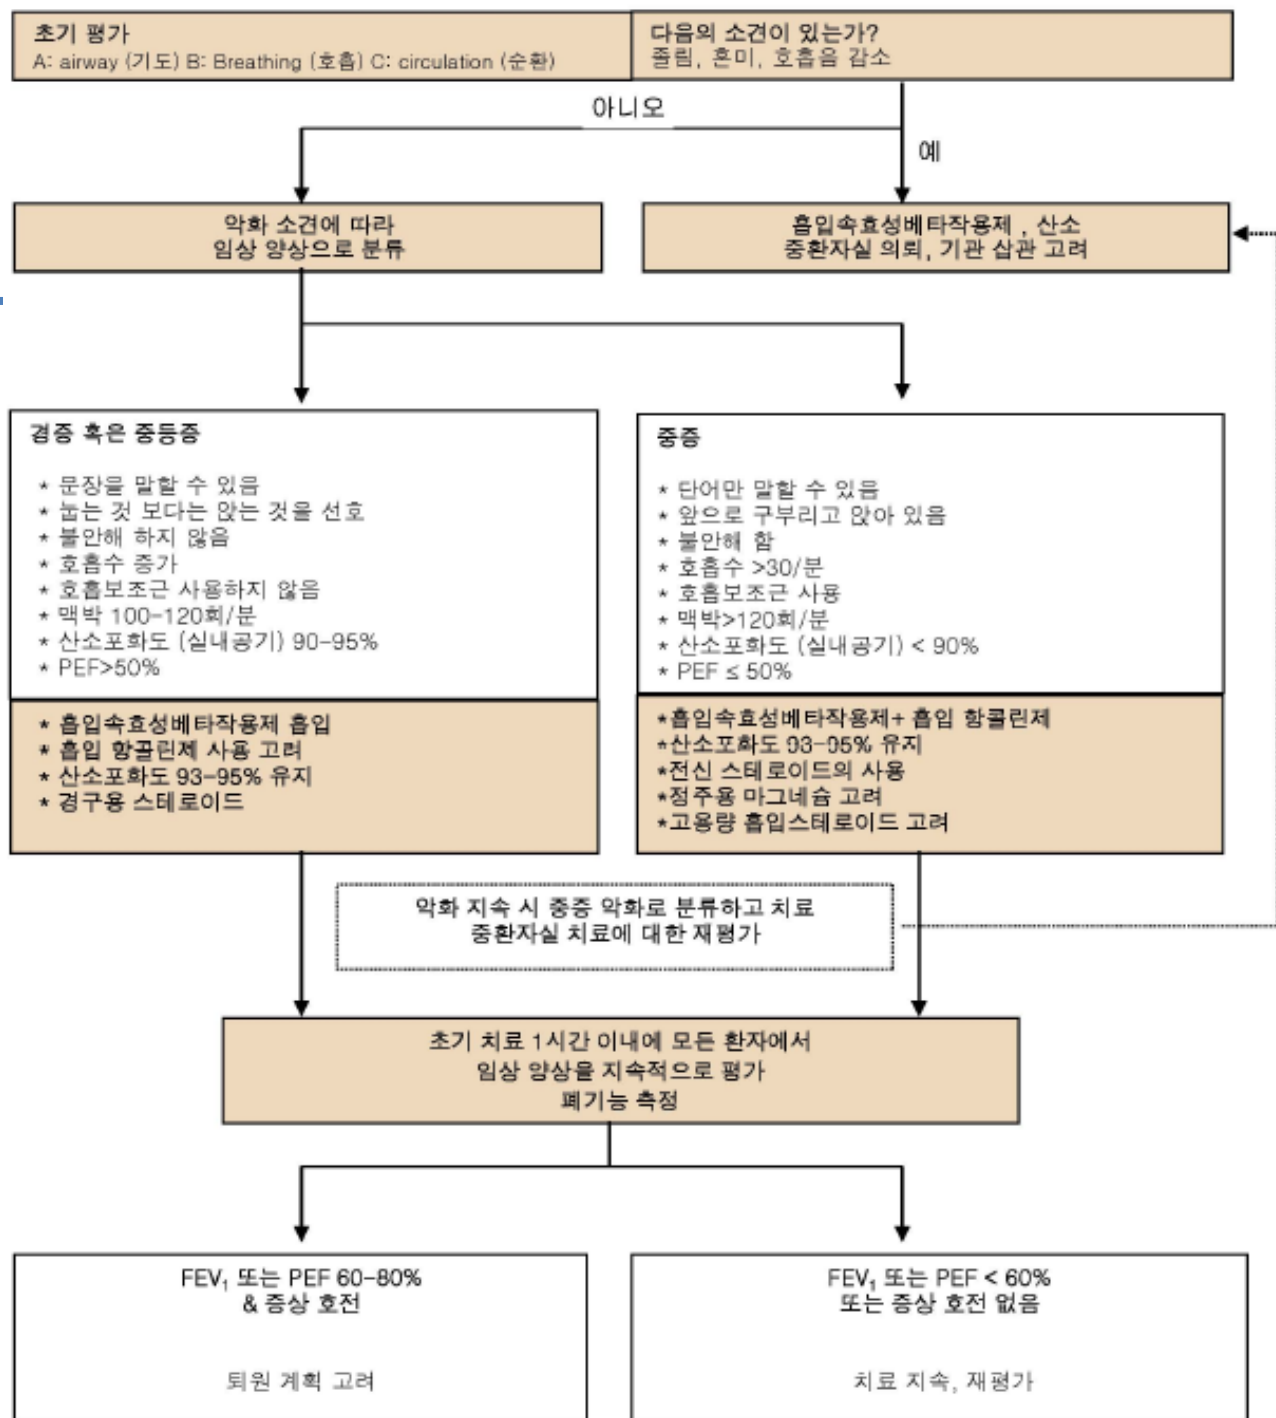 초기 평가
A: airway (기도) B: Breathing (호흡) C: circulation (순환)
다음의 소견이 있는가?
졸림, 혼미, 호흡음 감소
아니오
예
악화 소견에 따라
임상 양상으로 분류
흡입속효성베타작용제 , 산소
중환자실 의뢰, 기관 삽관 고려
경증 혹은 중등증
* 문장을 말할 수 있음
* 눕는 것 보다는 앉는 것을 선호
* 불안해 하지 않음
* 호흡수 증가
* 호흡보조근 사용하지 않음
* 맥박 100-120회/분
* 산소포화도 (실내공기) 90-95%
* PEF>50%
* 흡입속효성베타작용제 흡입
* 흡입 항콜린제 사용 고려
* 산소포화도 93-95% 유지
* 경구용 스테로이드
중증
* 단어만 말할 수 있음
* 앞으로 구부리고 앉아 있음
* 불안해 함
* 호흡수 >30/분
* 호흡보조근 사용
* 맥박>120회/분
* 산소포화도 (실내공기) < 90%
* PEF ≤ 50%
*흡입속효성베타작용제+ 흡입 항콜린제
*산소포화도 93-95% 유지
*전신 스테로이드의 사용
*정주용 마그네슘 고려
*고용량 흡입스테로이드 고려
악화 지속 시 중증 악화로 분류하고 치료
중환자실 치료에 대한 재평가
초기 치료 1시간 이내에 모든 환자에서
임상 양상을 지속적으로 평가
폐기능 측정
FEV₁ 또는 PEF 60-80%
& 증상 호전
퇴원 계획 고려
FEV₁ 또는 PEF < 60%
또는 증상 호전 없음
치료 지속, 재평가